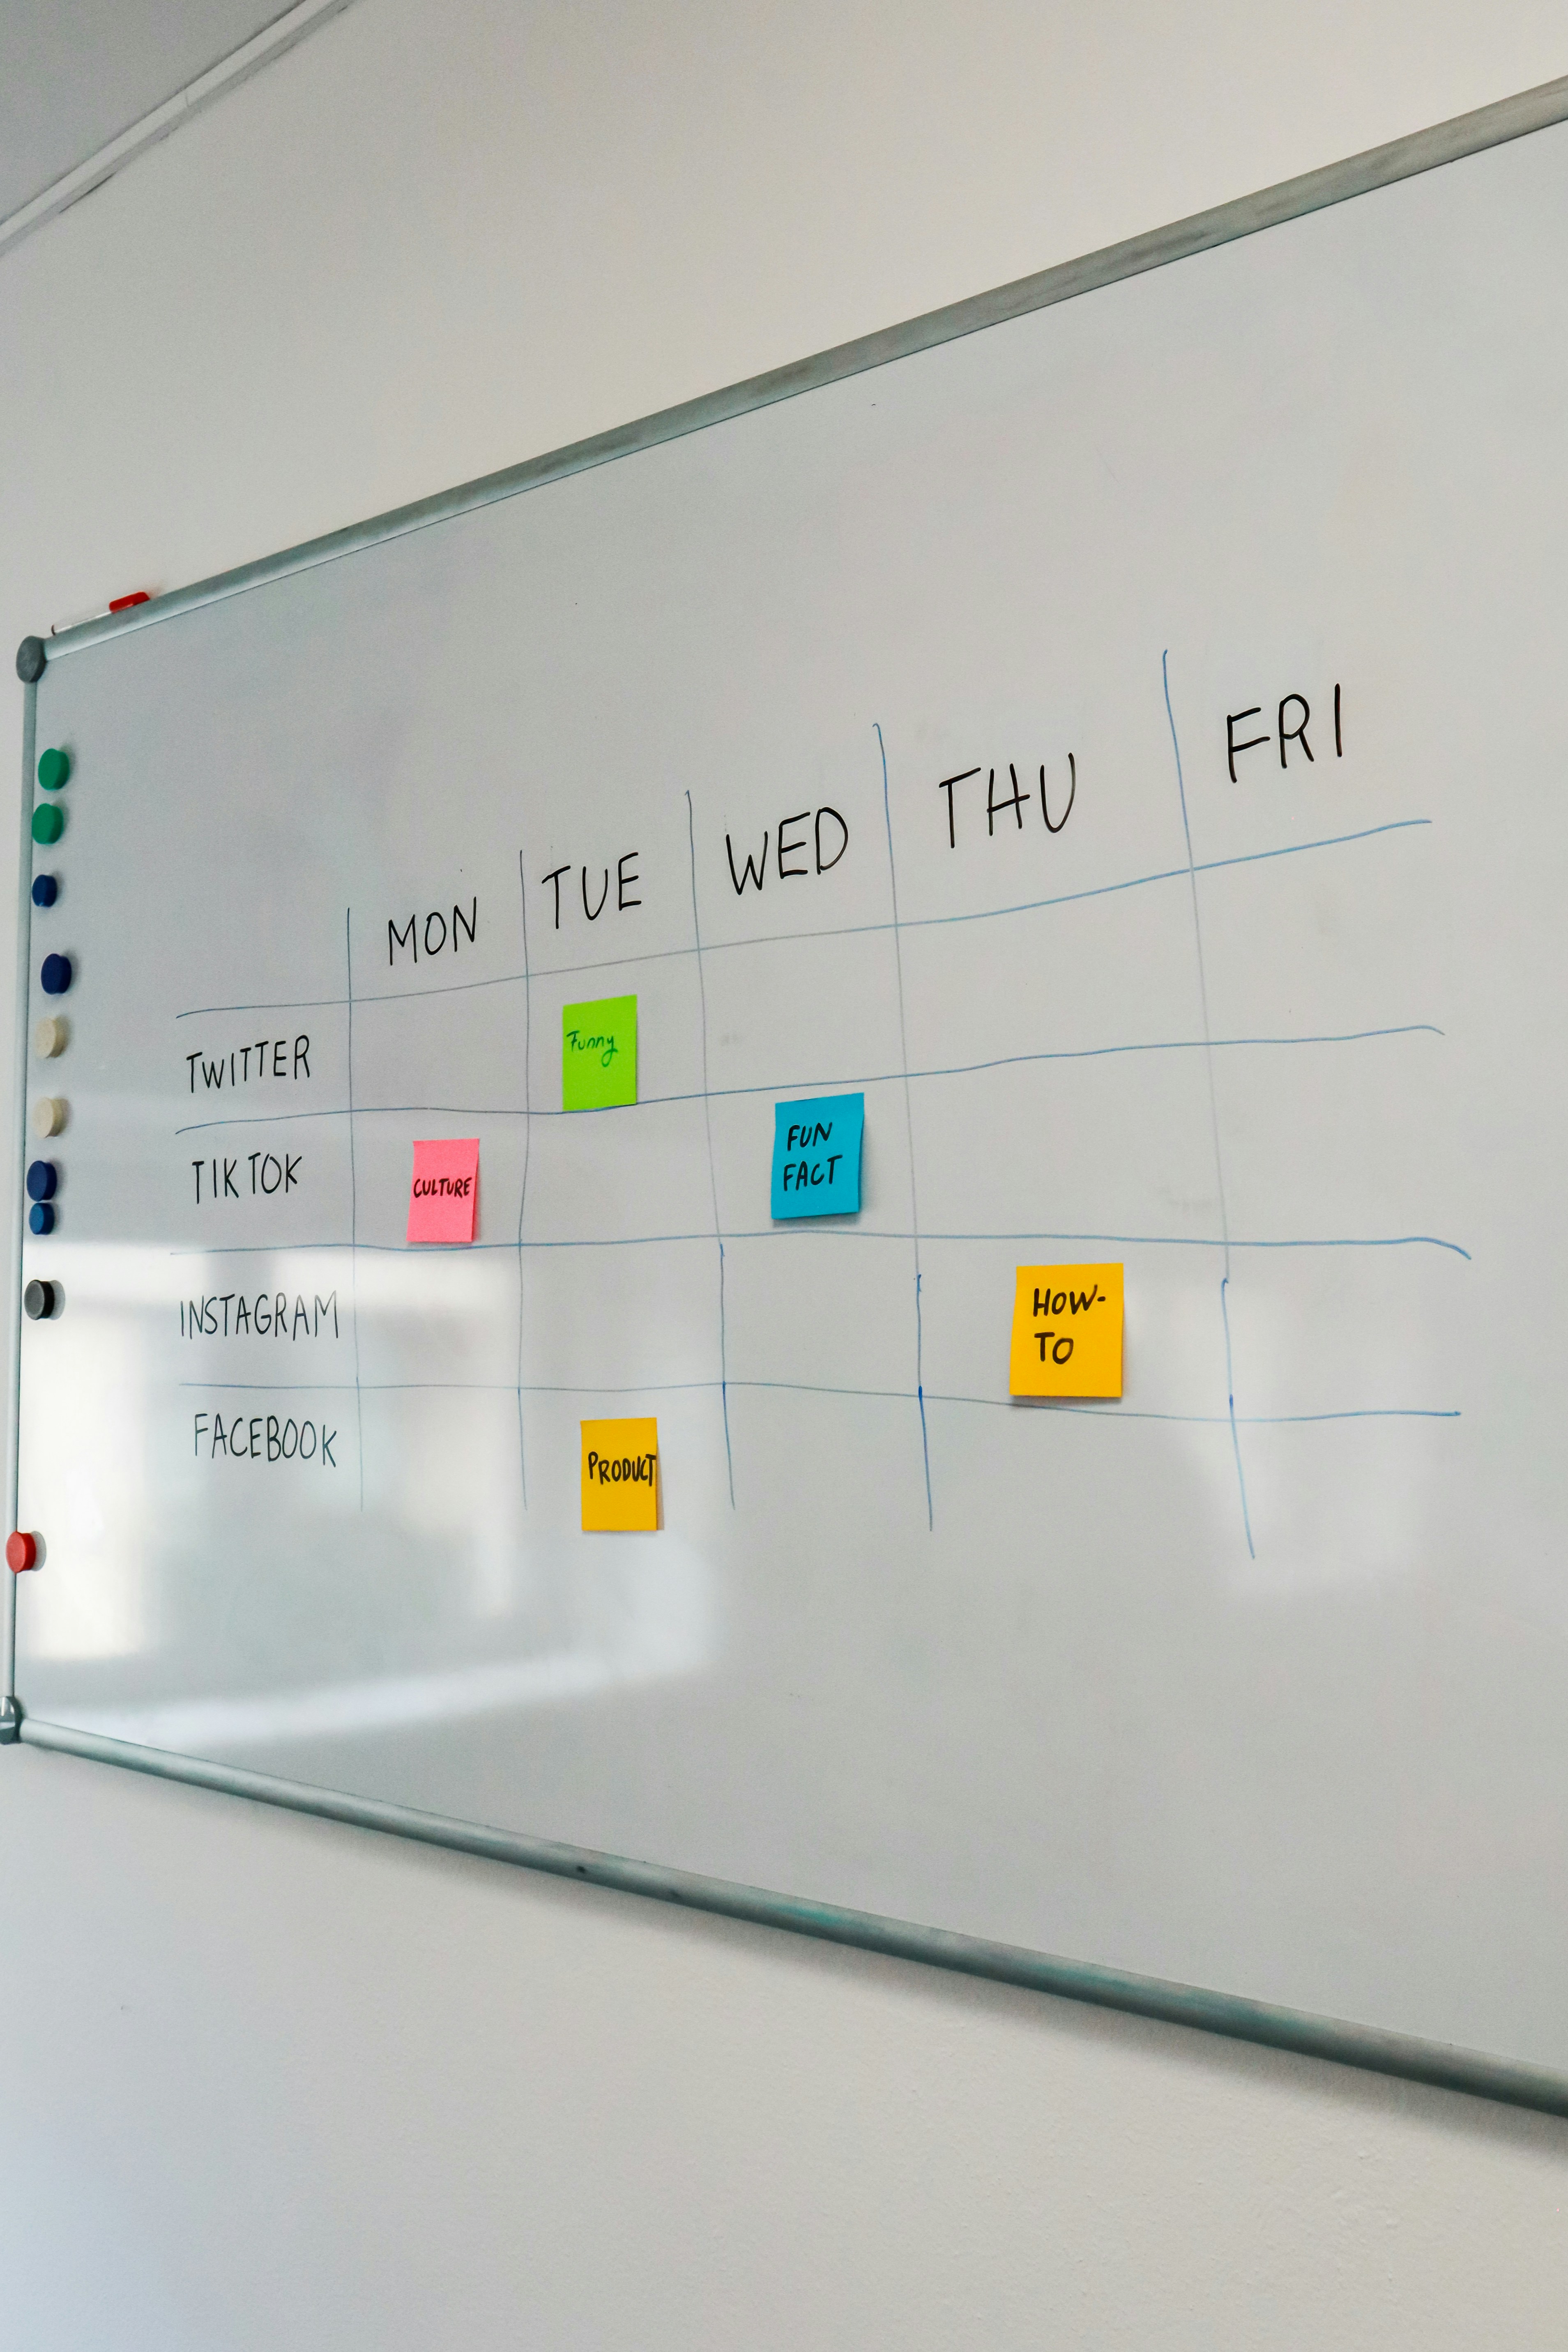 MON TUE WED THU FRI
TWITTER Funny
TIKTOK CULTURE FUN
FACT
INSTAGRAM HOW-
TO
FACEBOOK PRODUCT